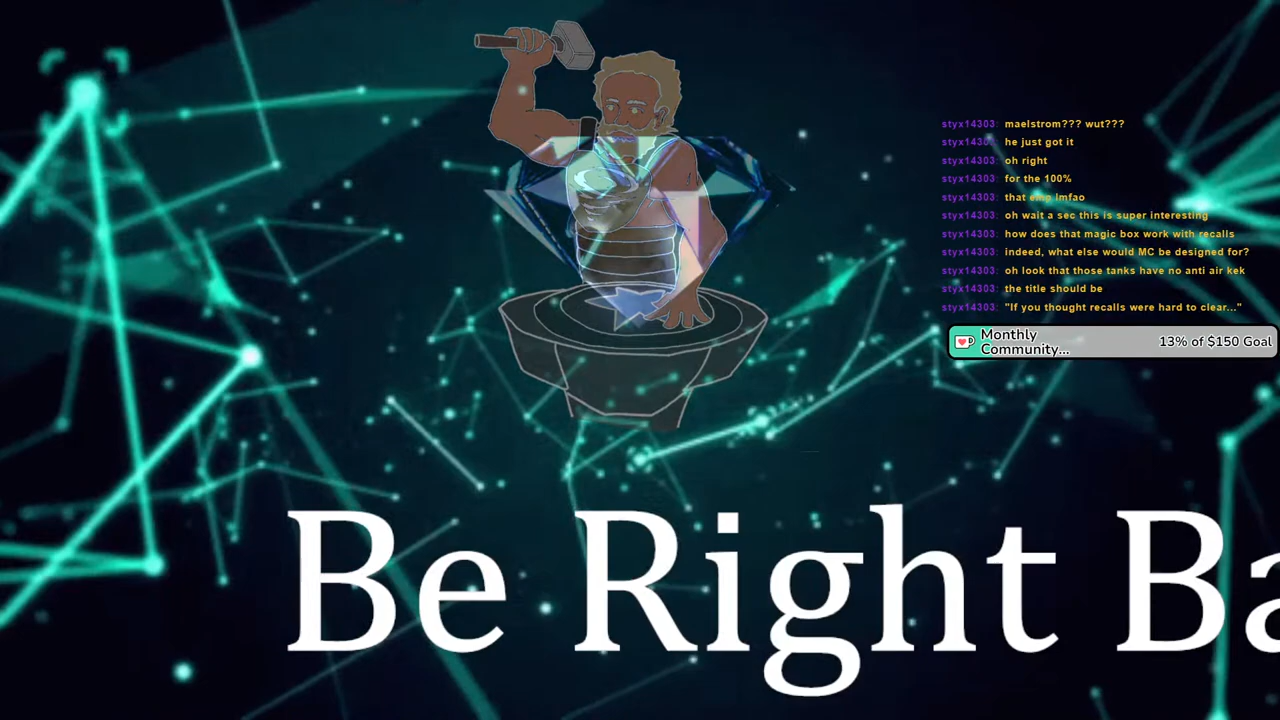 styx14303: maelstrom??? wut???
styx14303: he just got it
styx14303: oh right
styx14303: for the 100%
styx14303: that emp lmfao
styx14303: oh wait a sec this is super interesting
styx14303: how does that magic box work with recalls
styx14303: indeed, what else would MC be designed for?
styx14303: oh look that those tanks have no anti air kek
styx14303: the title should be
styx14303: "If you thought recalls were hard to clear..."
Monthly Community... 13% of $150 Goal
Be Right Ba